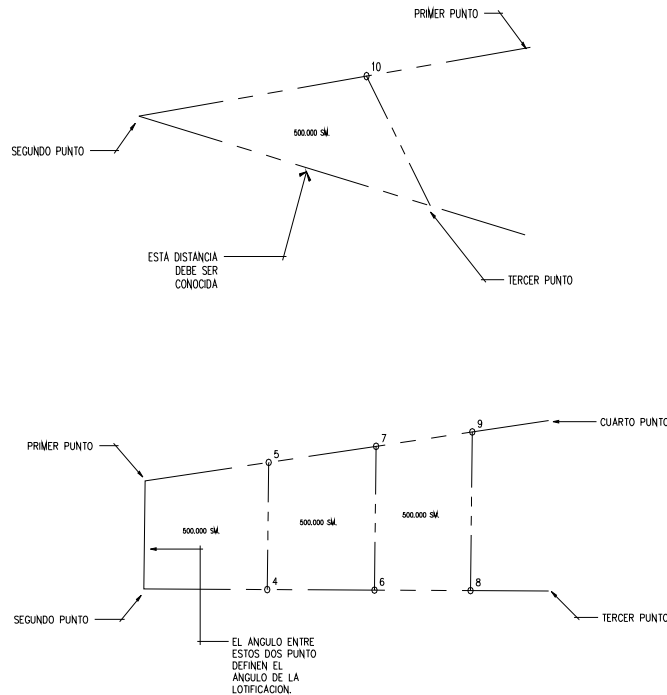 PRIMER PUNTO
10
500.000 SM.
SEGUNDO PUNTO
ESTA DISTANCIA
DEBE SER
CONOCIDA
TERCER PUNTO
9
CUARTO PUNTO
7
PRIMER PUNTO
5
500.000 SM.
500.000 SM.
500.000 SM.
4
6
8
SEGUNDO PUNTO
TERCER PUNTO
EL ANGULO ENTRE
ESTOS DOS PUNTO
DEFINEN EL
ANGULO DE LA
LOTIFICACION.